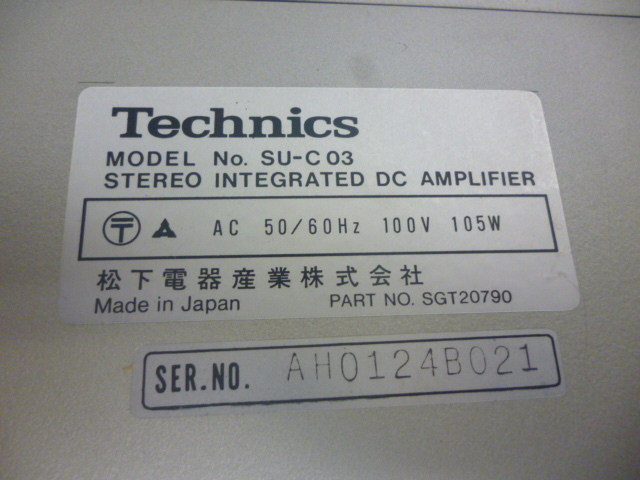 Technics
MODEL No. SU-C03
STEREO INTEGRATED DC AMPLIFIER
〒 AC 50/60Hz 100V 105W
松下電器産業株式会社
Made in Japan PART NO. SGT20790
SER.NO. AH0124B021